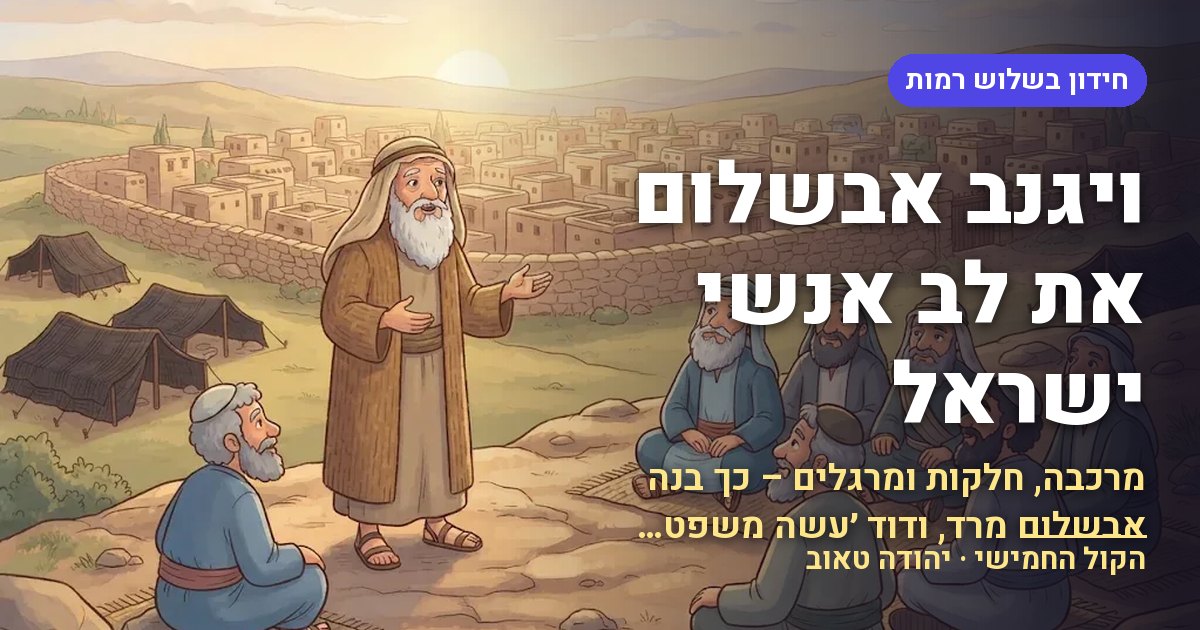 חידון בשלוש רמות
ויגנב אבשלום
את לב אנשי
ישראל
מרכבה, חלקות ומרגלים – כך בנה
אבשלום מרד, ודוד ׳עשה משפט...
הקול החמישי · יהודה טאוב